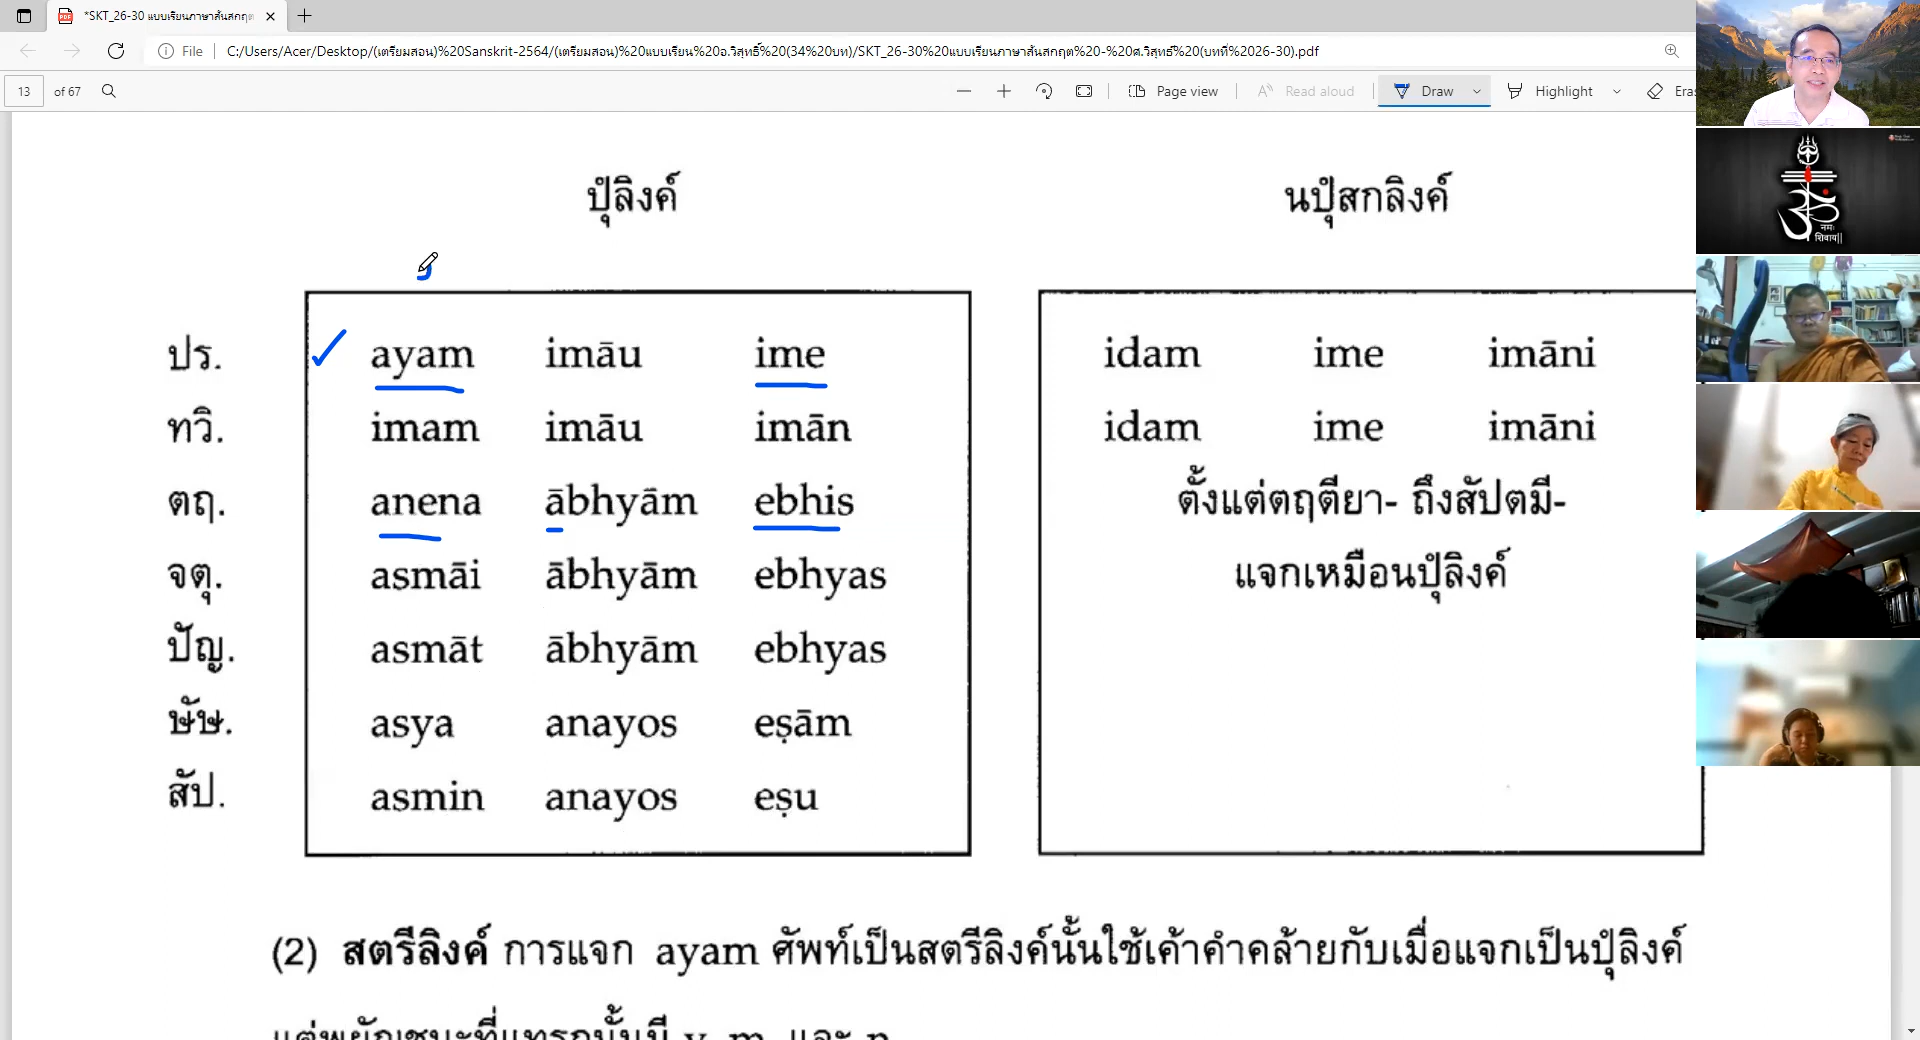 *SKT_26-30 แบบเรียนภาษาสันสกฤต
File C:/Users/Acer/Desktop/(เตรียมสอน)%20Sanskrit-2564/(เตรียมสอน)%20แบบเรียน%20อ.วิสุทธิ์%20(34%20บท)/SKT_26-30%20แบบเรียนภาษาสันสกฤต%20-%20ศ.วิสุทธ์%20(บทที่%2026-30).pdf
13 of 67 Page view Read aloud Draw Highlight
ปุํลิงค์ นปุํสกลิงค์
ปร. ayam imāu ime idam ime imāni
ทวิ. imam imāu imān idam ime imāni
ตฤ. anena ābhyām ebhis ตั้งแต่ตฤตียา- ถึงสัปตมี-
จตุ. asmāi ābhyām ebhyas แจกเหมือนปุํลิงค์
ปัญ. asmāt ābhyām ebhyas
ษัษ. asya anayos eṣām
สัป. asmin anayos eṣu
(2) สตรีลิงค์ การแจก ayam ศัพท์เป็นสตรีลิงค์นั้นใช้เค้าคำคล้ายกับเมื่อแจกเป็นปุํลิงค์
नमः
शिवाय||